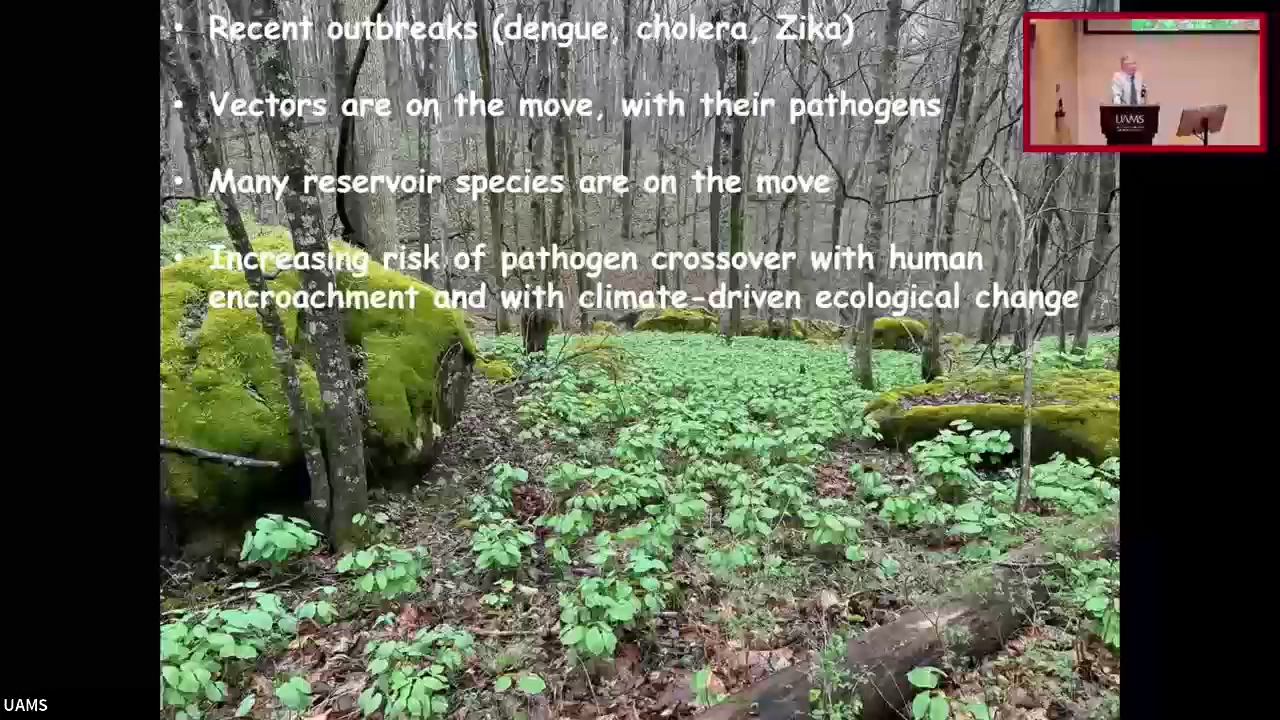 • Recent outbreaks (dengue, cholera, Zika)
• Vectors are on the move, with their pathogens
• Many reservoir species are on the move
• Increasing risk of pathogen crossover with human
encroachment and with climate-driven ecological change
UAMS
UAMS